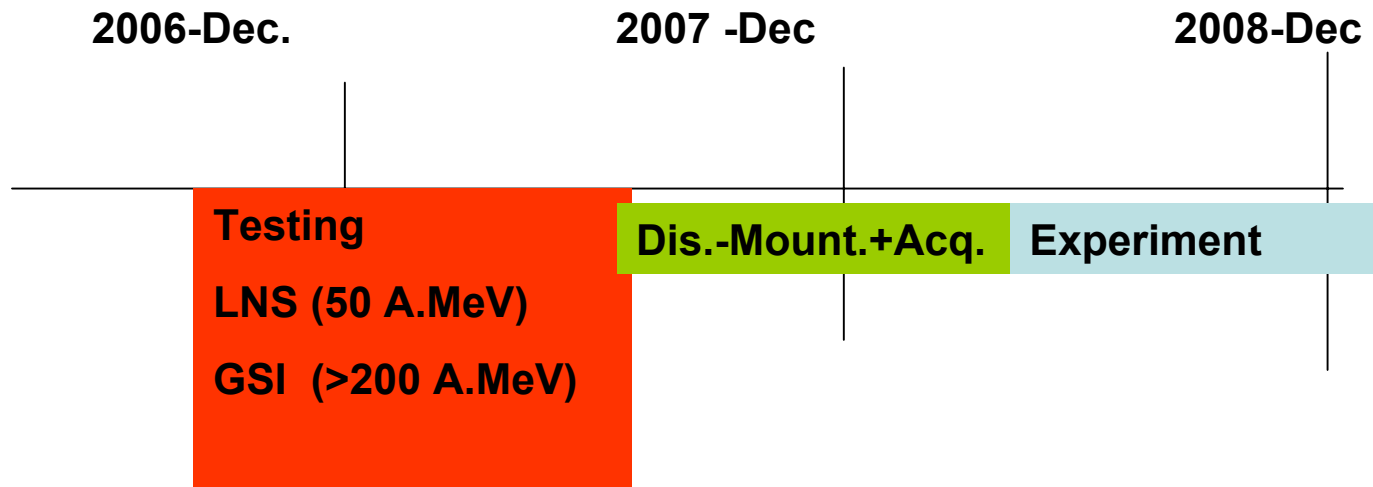 2006-Dec.
2007 -Dec
2008-Dec
Testing
LNS (50 A.MeV)
GSI (>200 A.MeV)
Dis.-Mount.+Acq.
Experiment